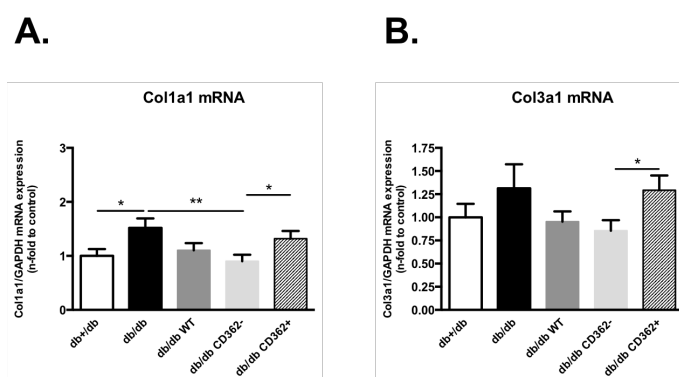 A.
Col1a1 mRNA
Col1a1/GAPDH mRNA expression
(n-fold to control)
3
2
1
0
*
**
*
db+/db
db/db
db/db WT
db/db CD362-
db/db CD362+
B.
Col3a1 mRNA
Col3a1/GAPDH mRNA expression
(n-fold to control)
1.75
1.50
1.25
1.00
0.75
0.50
0.25
0.00
*
db+/db
db/db
db/db WT
db/db CD362-
db/db CD362+